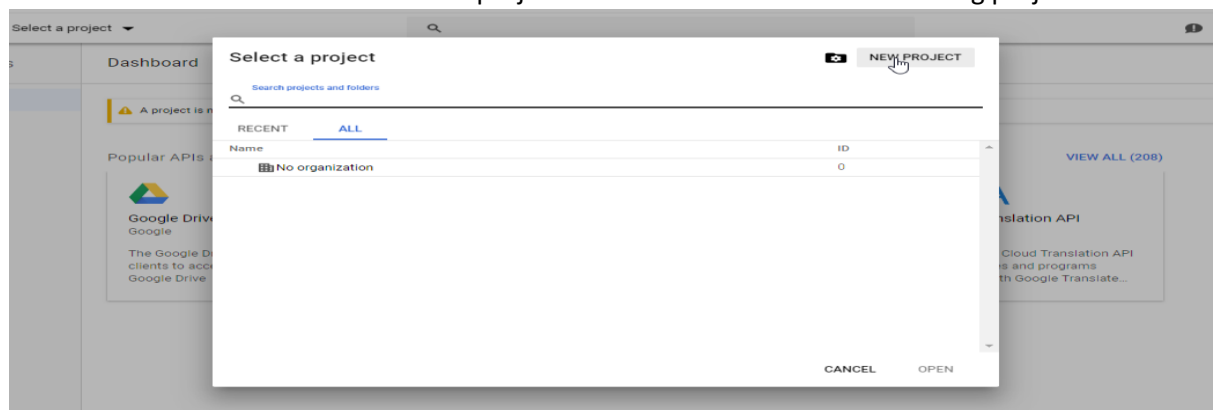 Select a project
Select a project
NEW PROJECT
Dashboard
Search projects and folders
A project is
RECENT ALL
Name ID
Popular APIs
VIEW ALL (208)
No organization 0
Google Driv
Google
nslation API
The Google D
clients to acc
Google Drive
Cloud Translation API
s and programs
th Google Translate...
CANCEL OPEN